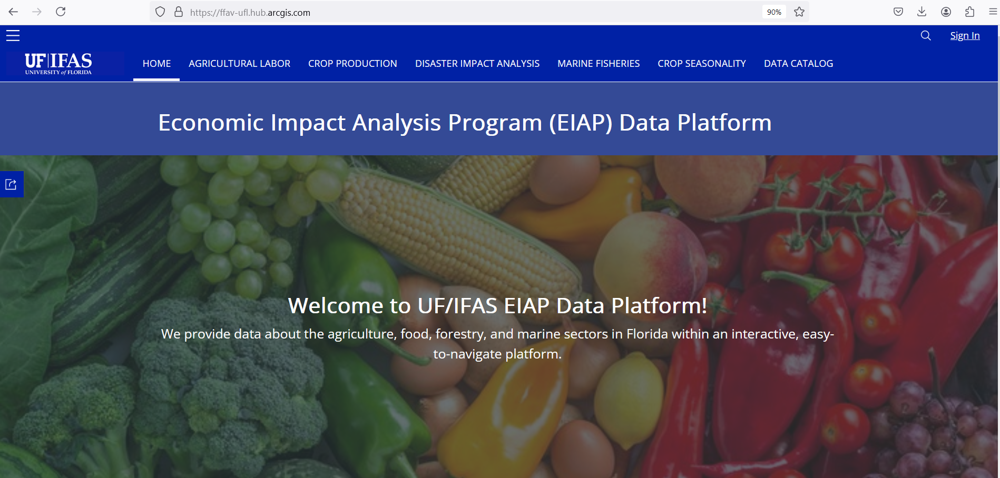 https://ffav-ufl.hub.arcgis.com
90%
Sign In
UF|IFAS
UNIVERSITY of FLORIDA
HOME
AGRICULTURAL LABOR
CROP PRODUCTION
DISASTER IMPACT ANALYSIS
MARINE FISHERIES
CROP SEASONALITY
DATA CATALOG
Economic Impact Analysis Program (EIAP) Data Platform
Welcome to UF/IFAS EIAP Data Platform!
We provide data about the agriculture, food, forestry, and marine sectors in Florida within an interactive, easy-
to-navigate platform.